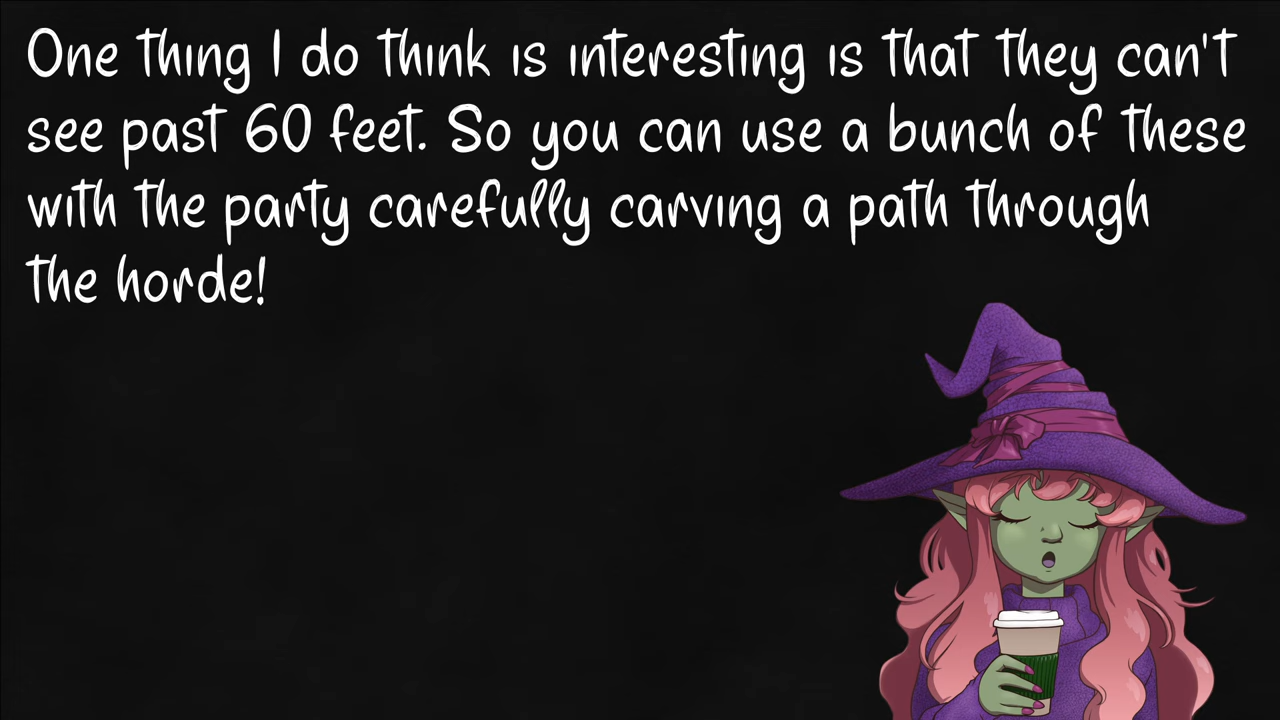 One thing I do think is interesting is that they can't
see past 60 feet. So you can use a bunch of these
with the party carefully carving a path through
the horde!